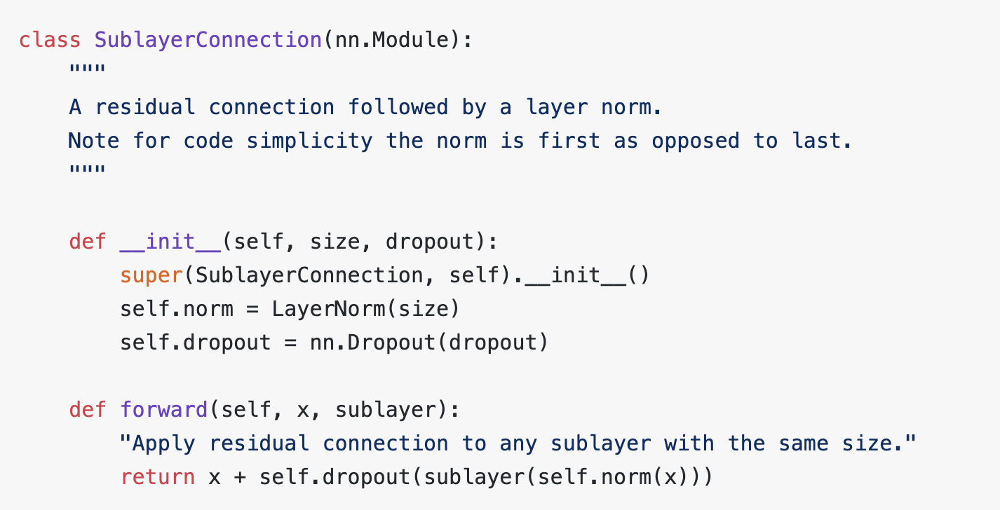 class SublayerConnection(nn.Module):
    """
    A residual connection followed by a layer norm.
    Note for code simplicity the norm is first as opposed to last.
    """

    def __init__(self, size, dropout):
        super(SublayerConnection, self).__init__()
        self.norm = LayerNorm(size)
        self.dropout = nn.Dropout(dropout)

    def forward(self, x, sublayer):
        "Apply residual connection to any sublayer with the same size."
        return x + self.dropout(sublayer(self.norm(x)))